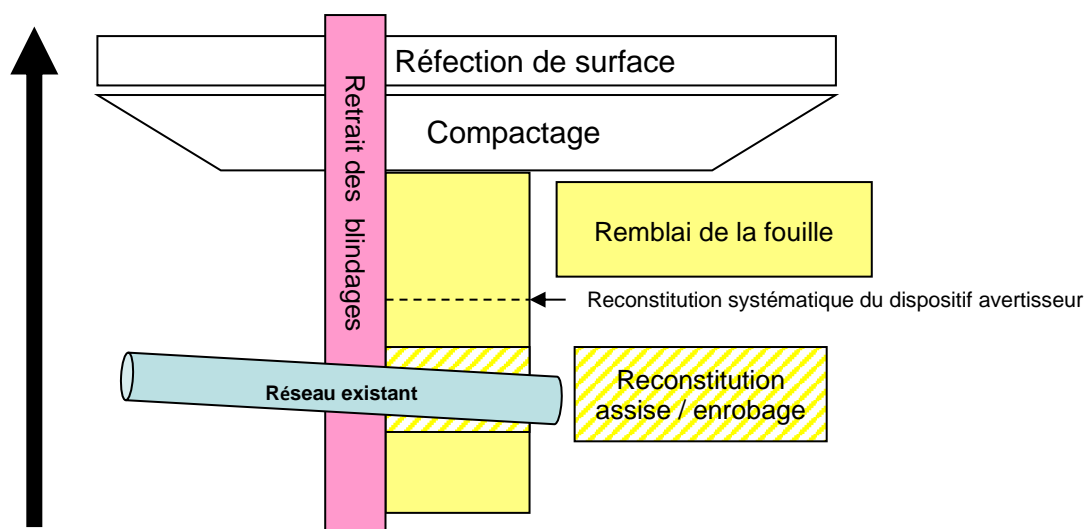 Réfection de surface
Compactage
Retrait des blindages
Remblai de la fouille
Reconstitution systématique du dispositif avertisseur
Réseau existant
Reconstitution
assise / enrobage